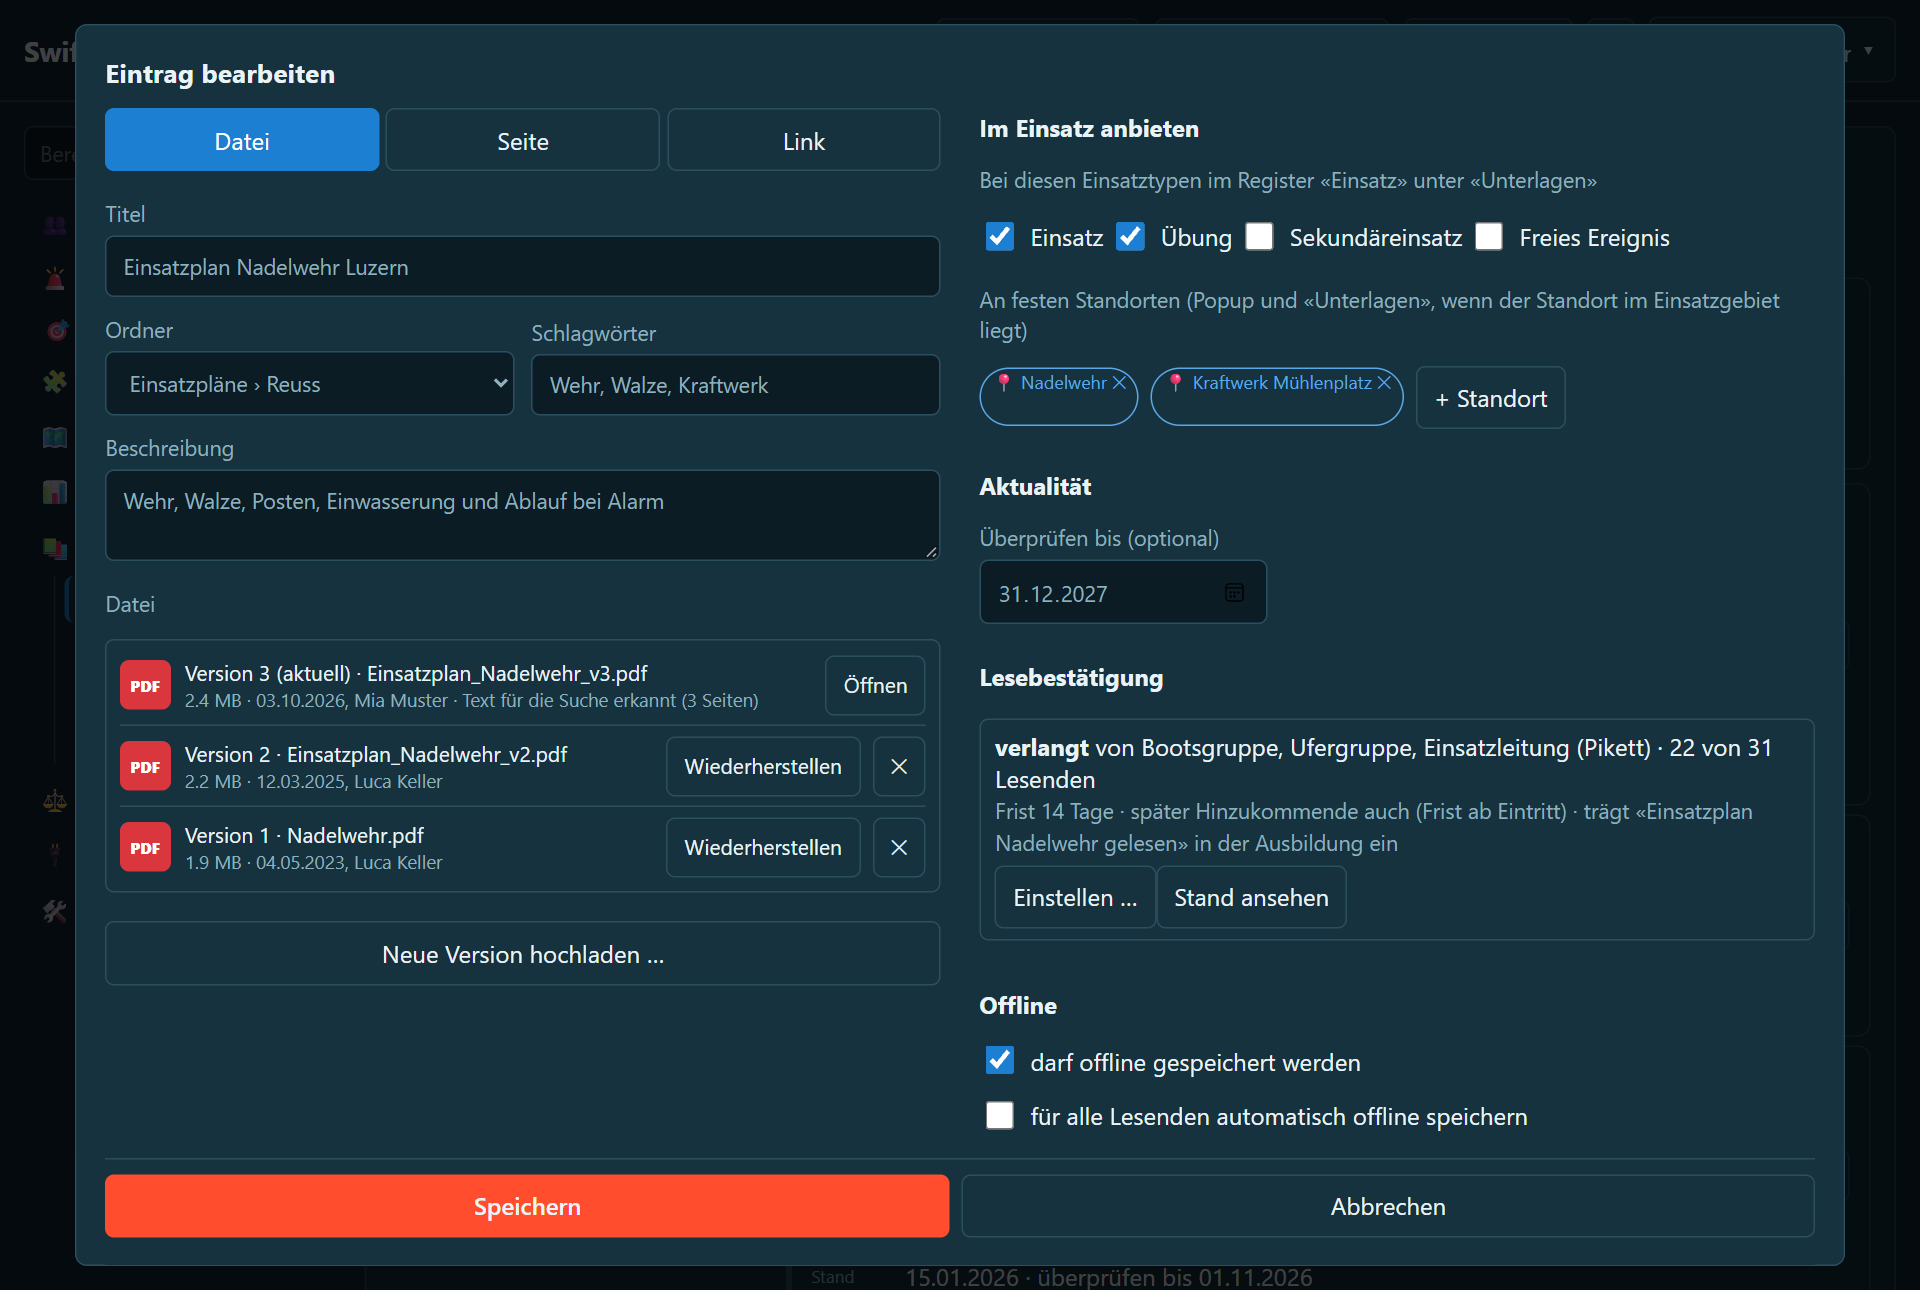 Swif
Bere
Eintrag bearbeiten
Datei
Seite
Link
Titel
Einsatzplan Nadelwehr Luzern
Ordner
Schlagwörter
Einsatzpläne › Reuss
Wehr, Walze, Kraftwerk
Beschreibung
Wehr, Walze, Posten, Einwasserung und Ablauf bei Alarm
Datei
PDF
Version 3 (aktuell) · Einsatzplan_Nadelwehr_v3.pdf
2.4 MB · 03.10.2026, Mia Muster · Text für die Suche erkannt (3 Seiten)
Öffnen
PDF
Version 2 · Einsatzplan_Nadelwehr_v2.pdf
2.2 MB · 12.03.2025, Luca Keller
Wiederherstellen
PDF
Version 1 · Nadelwehr.pdf
1.9 MB · 04.05.2023, Luca Keller
Wiederherstellen
Neue Version hochladen ...
Im Einsatz anbieten
Bei diesen Einsatztypen im Register «Einsatz» unter «Unterlagen»
Einsatz
Übung
Sekundäreinsatz
Freies Ereignis
An festen Standorten (Popup und «Unterlagen», wenn der Standort im Einsatzgebiet
liegt)
Nadelwehr
Kraftwerk Mühlenplatz
+ Standort
Aktualität
Überprüfen bis (optional)
31.12.2027
Lesebestätigung
verlangt von Bootsgruppe, Ufergruppe, Einsatzleitung (Pikett) · 22 von 31
Lesenden
Frist 14 Tage · später Hinzukommende auch (Frist ab Eintritt) · trägt «Einsatzplan
Nadelwehr gelesen» in der Ausbildung ein
Einstellen ...
Stand ansehen
Offline
darf offline gespeichert werden
für alle Lesenden automatisch offline speichern
Speichern
Abbrechen
Stand
15.01.2026 · überprüfen bis 01.11.2026